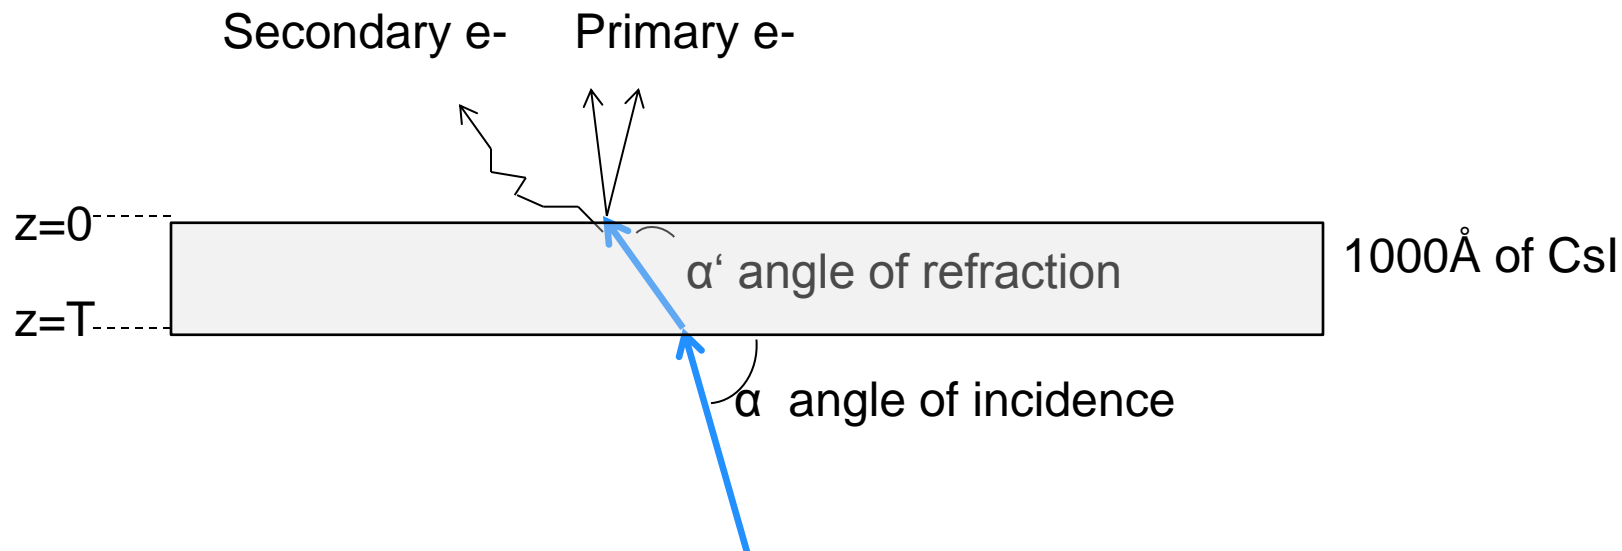 Secondary e- Primary e-
z=0
1000Å of CsI
α‘ angle of refraction
z=T
α angle of incidence